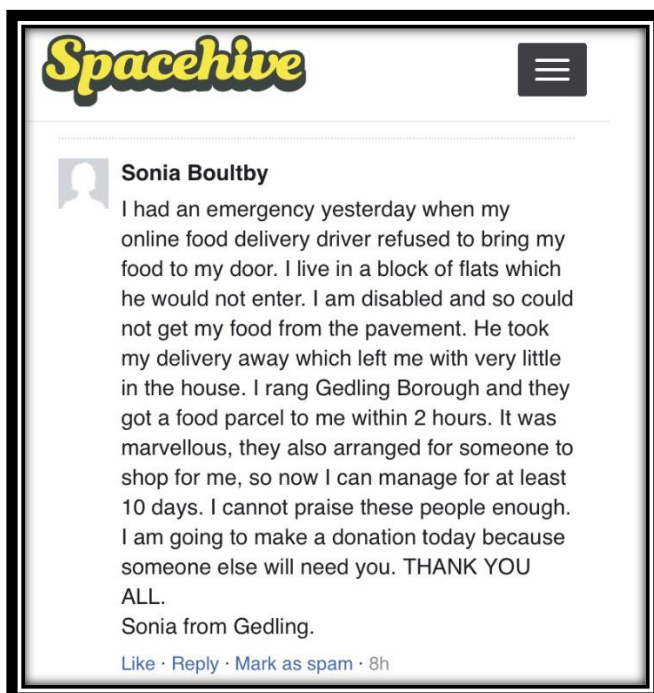 Spacehive
Sonia Boultby
I had an emergency yesterday when my
online food delivery driver refused to bring my
food to my door. I live in a block of flats which
he would not enter. I am disabled and so could
not get my food from the pavement. He took
my delivery away which left me with very little
in the house. I rang Gedling Borough and they
got a food parcel to me within 2 hours. It was
marvellous, they also arranged for someone to
shop for me, so now I can manage for at least
10 days. I cannot praise these people enough.
I am going to make a donation today because
someone else will need you. THANK YOU
ALL.
Sonia from Gedling.
Like · Reply · Mark as spam · 8h